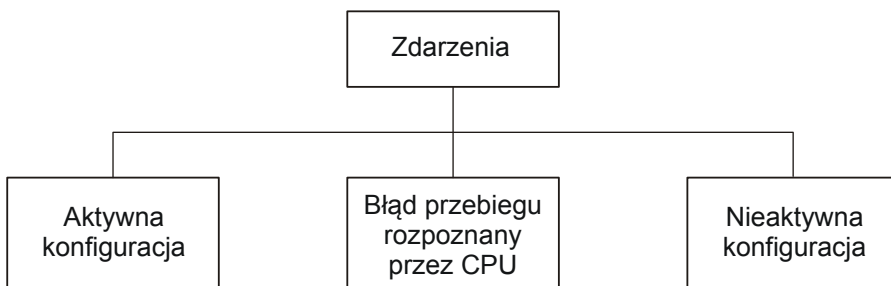 Zdarzenia
Aktywna
konfiguracja
Błąd przebiegu
rozpoznany
przez CPU
Nieaktywna
konfiguracja